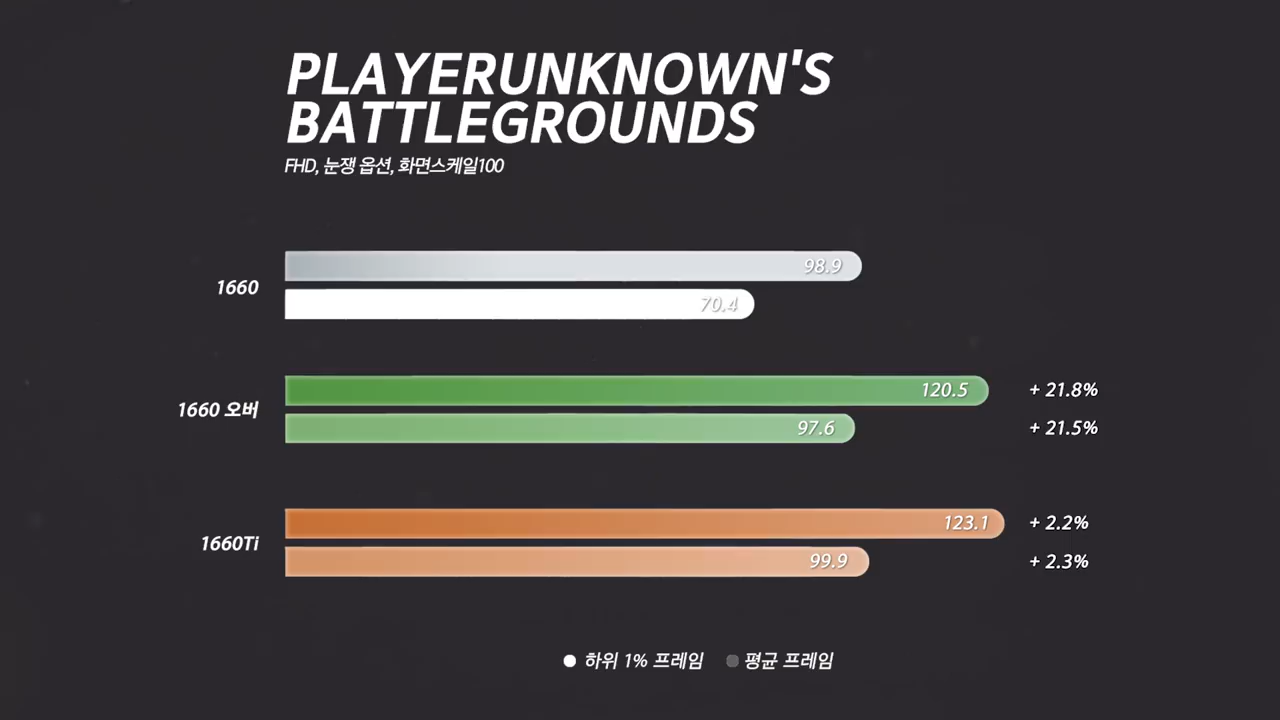 PLAYERUNKNOWN'S
BATTLEGROUNDS
FHD, 눈쟁 옵션, 화면스케일100
1660
98.9
70.4
1660 오버
120.5
+ 21.8%
97.6
+ 21.5%
1660Ti
123.1
+ 2.2%
99.9
+ 2.3%
하위 1% 프레임 평균 프레임